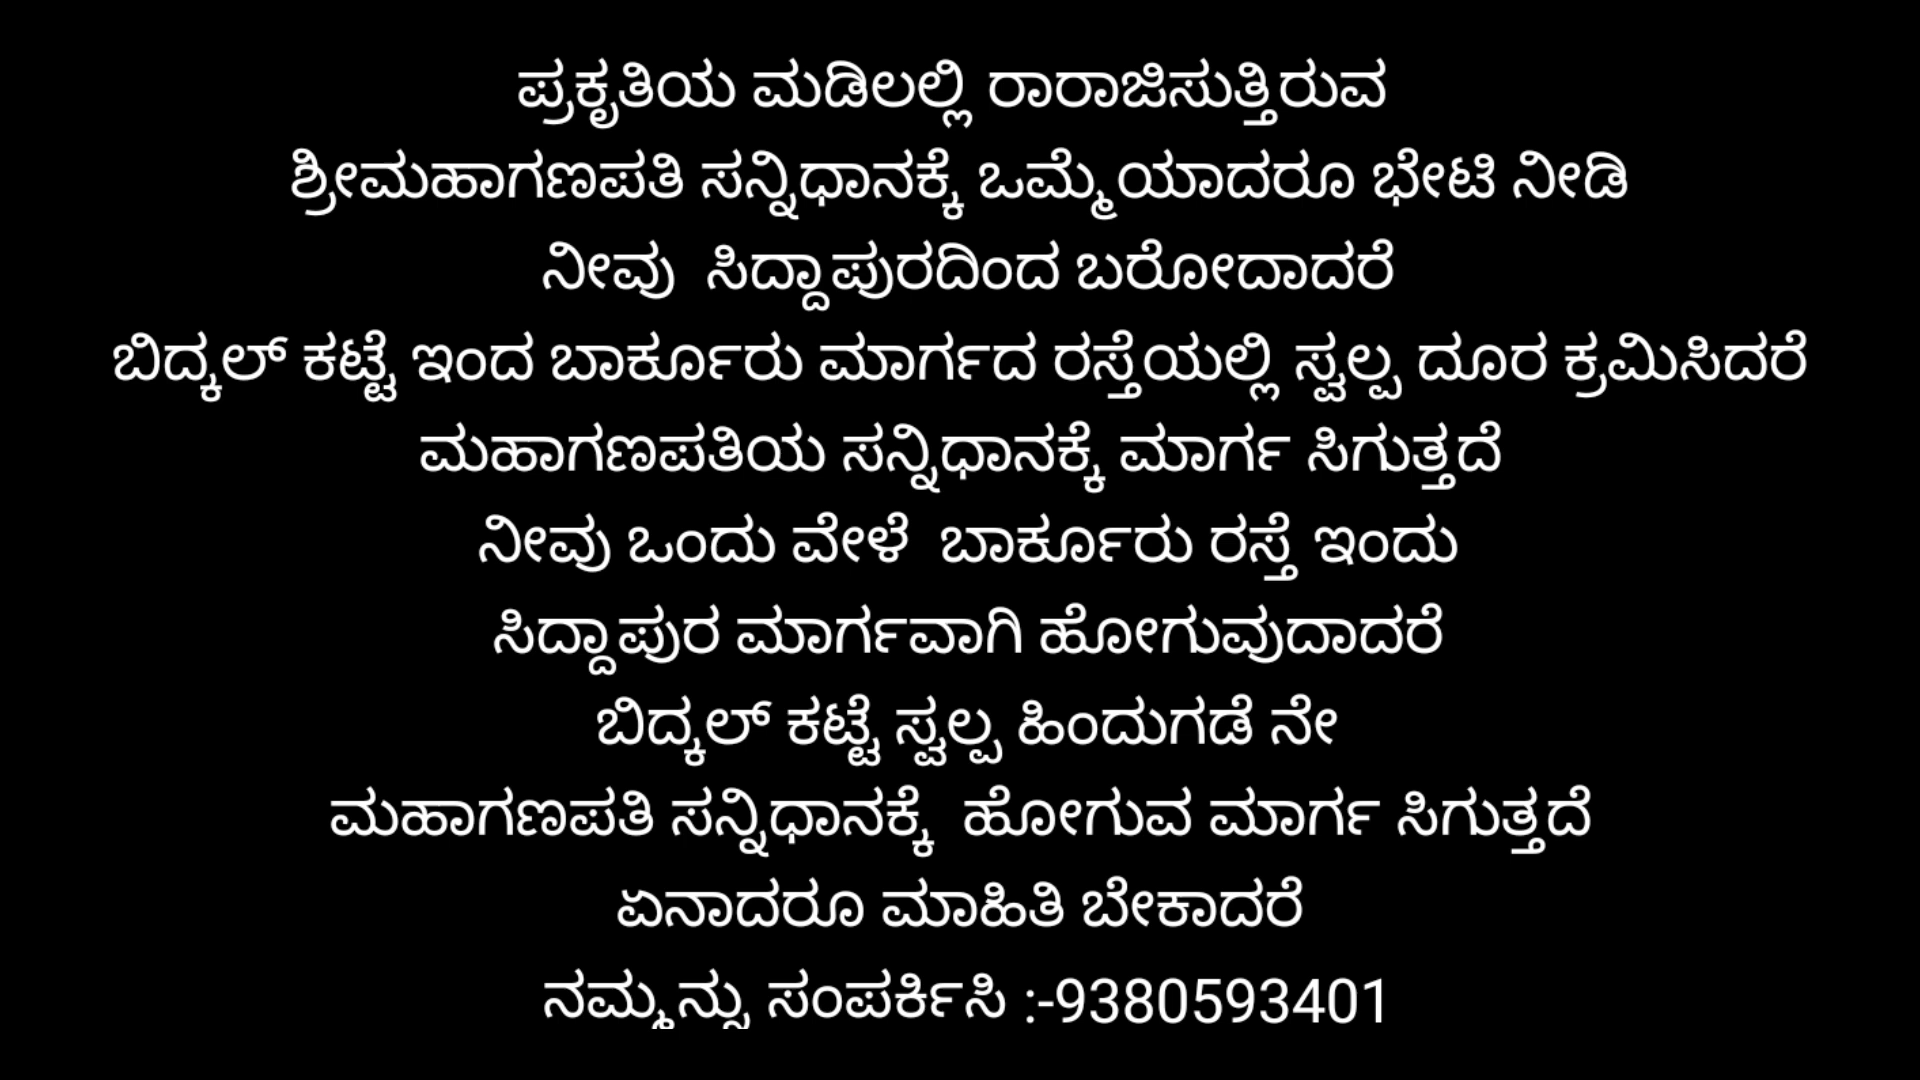 ಪ್ರಕೃತಿಯ ಮಡಿಲಲ್ಲಿ ರಾರಾಜಿಸುತ್ತಿರುವ
ಶ್ರೀಮಹಾಗಣಪತಿ ಸನ್ನಿಧಾನಕ್ಕೆ ಒಮ್ಮೆಯಾದರೂ ಭೇಟಿ ನೀಡಿ
ನೀವು ಸಿದ್ದಾಪುರದಿಂದ ಬರೋದಾದರೆ
ಬಿದ್ಕಲ್ ಕಟ್ಟೆ ಇಂದ ಬಾರ್ಕೂರು ಮಾರ್ಗದ ರಸ್ತೆಯಲ್ಲಿ ಸ್ವಲ್ಪ ದೂರ ಕ್ರಮಿಸಿದರೆ
ಮಹಾಗಣಪತಿಯ ಸನ್ನಿಧಾನಕ್ಕೆ ಮಾರ್ಗ ಸಿಗುತ್ತದೆ
ನೀವು ಒಂದು ವೇಳೆ ಬಾರ್ಕೂರು ರಸ್ತೆ ಇಂದು
ಸಿದ್ದಾಪುರ ಮಾರ್ಗವಾಗಿ ಹೋಗುವುದಾದರೆ
ಬಿದ್ಕಲ್ ಕಟ್ಟೆ ಸ್ವಲ್ಪ ಹಿಂದುಗಡೆ ನೇ
ಮಹಾಗಣಪತಿ ಸನ್ನಿಧಾನಕ್ಕೆ ಹೋಗುವ ಮಾರ್ಗ ಸಿಗುತ್ತದೆ
ಏನಾದರೂ ಮಾಹಿತಿ ಬೇಕಾದರೆ
ನಮ್ಮನ್ನು ಸಂಪರ್ಕಿಸಿ :-9380593401